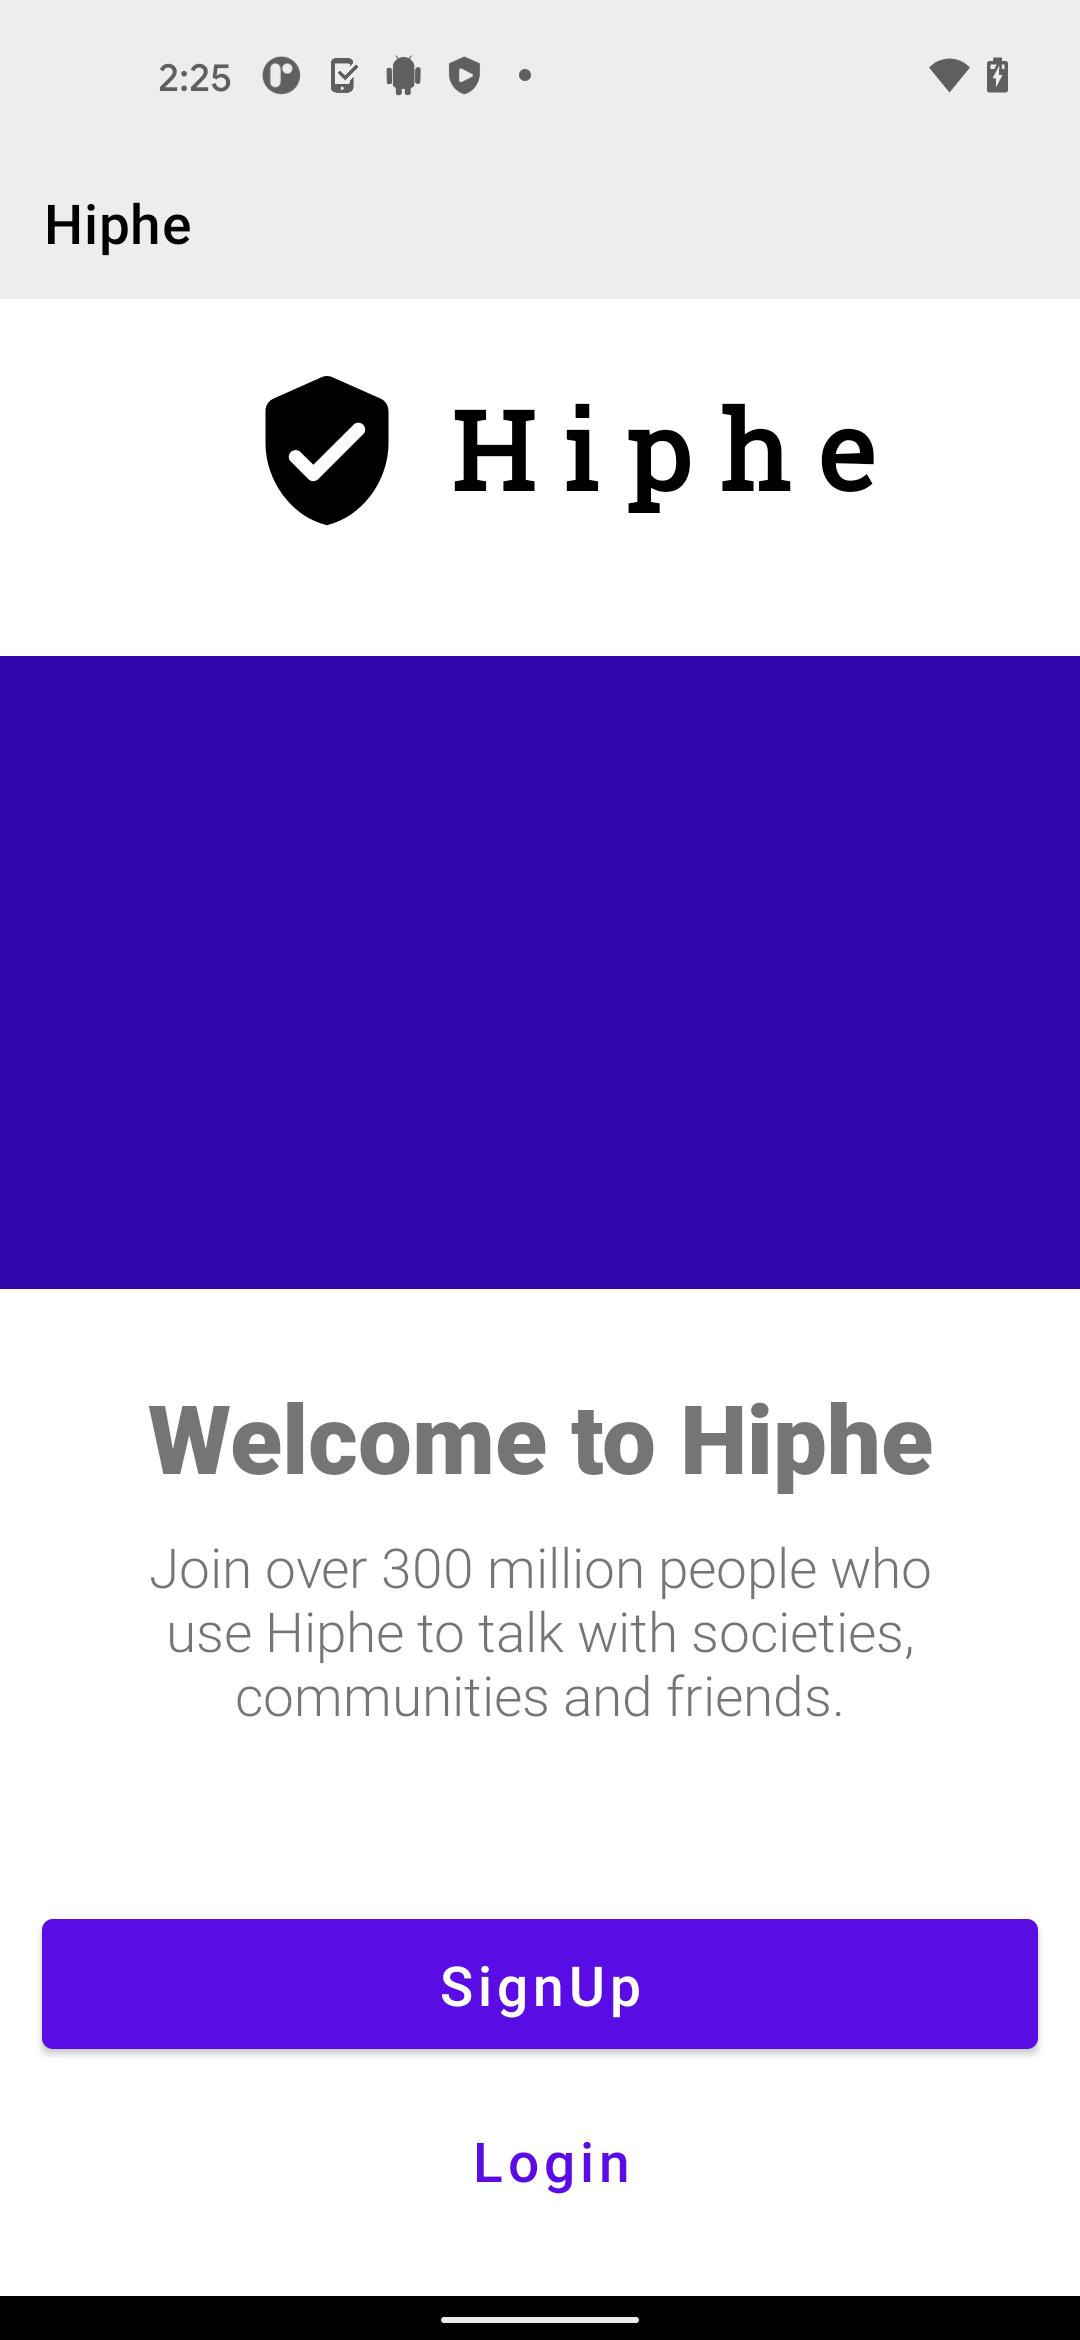 2:25
Hiphe
Hiphe
Welcome to Hiphe
Join over 300 million people who
use Hiphe to talk with societies,
communities and friends.
SignUp
Login